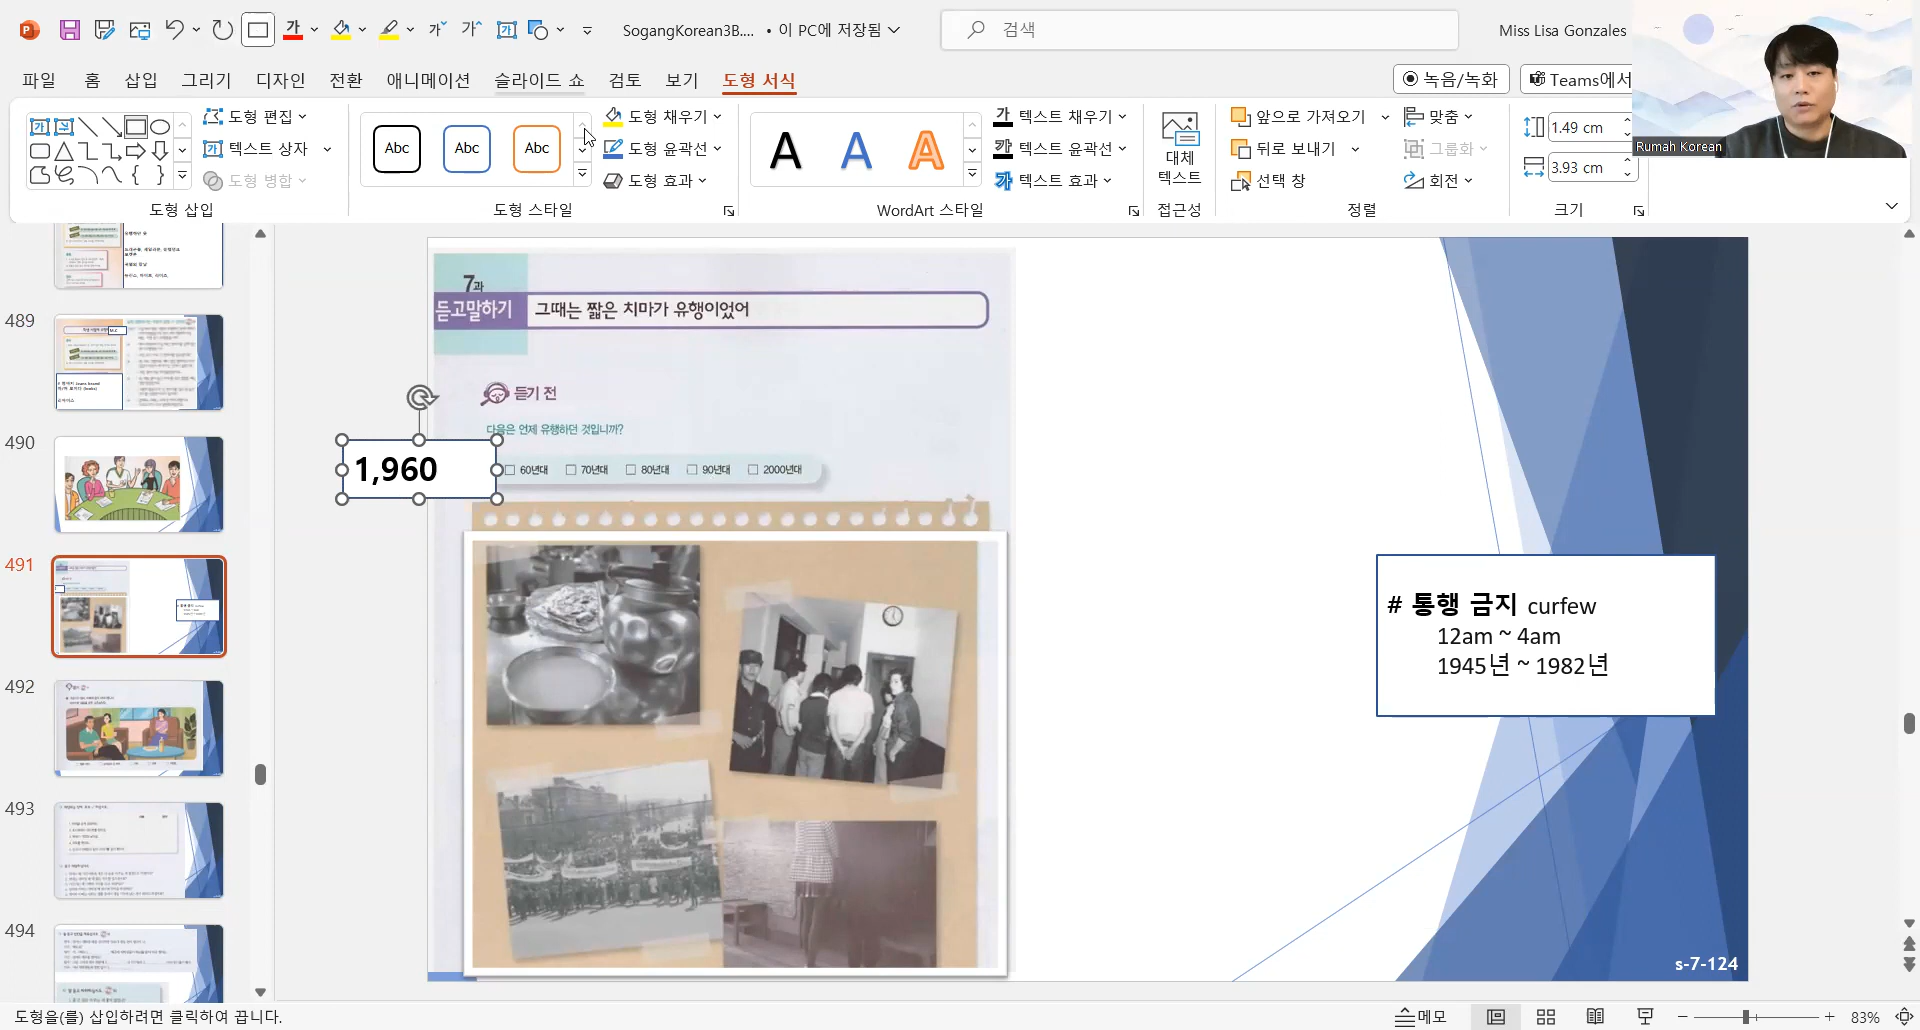 SogangKorean3B.... • 이 PC에 저장됨
검색
Miss Lisa Gonzales
파일 홈 삽입 그리기 디자인 전환 애니메이션 슬라이드 쇼 검토 보기 도형 서식
녹음/녹화
Teams에서
Rumah Korean
도형 편집
텍스트 상자
도형 병합
도형 삽입
Abc Abc Abc
도형 채우기
도형 윤곽선
도형 효과
도형 스타일
A A A
텍스트 채우기
텍스트 윤곽선
텍스트 효과
WordArt 스타일
대체
텍스트
접근성
앞으로 가져오기
뒤로 보내기
선택 창
맞춤
그룹화
회전
정렬
1.49 cm
3.93 cm
크기
489
490
491
492
493
494
7과
듣고말하기
그때는 짧은 치마가 유행이었어
듣기 전
다음은 언제 유행하던 것입니까?
1,960
60년대 70년대 80년대 90년대 2000년대
# 통행 금지 curfew
12am ~ 4am
1945년 ~ 1982년
s-7-124
도형을(를) 삽입하려면 클릭하여 끕니다.
메모
83%